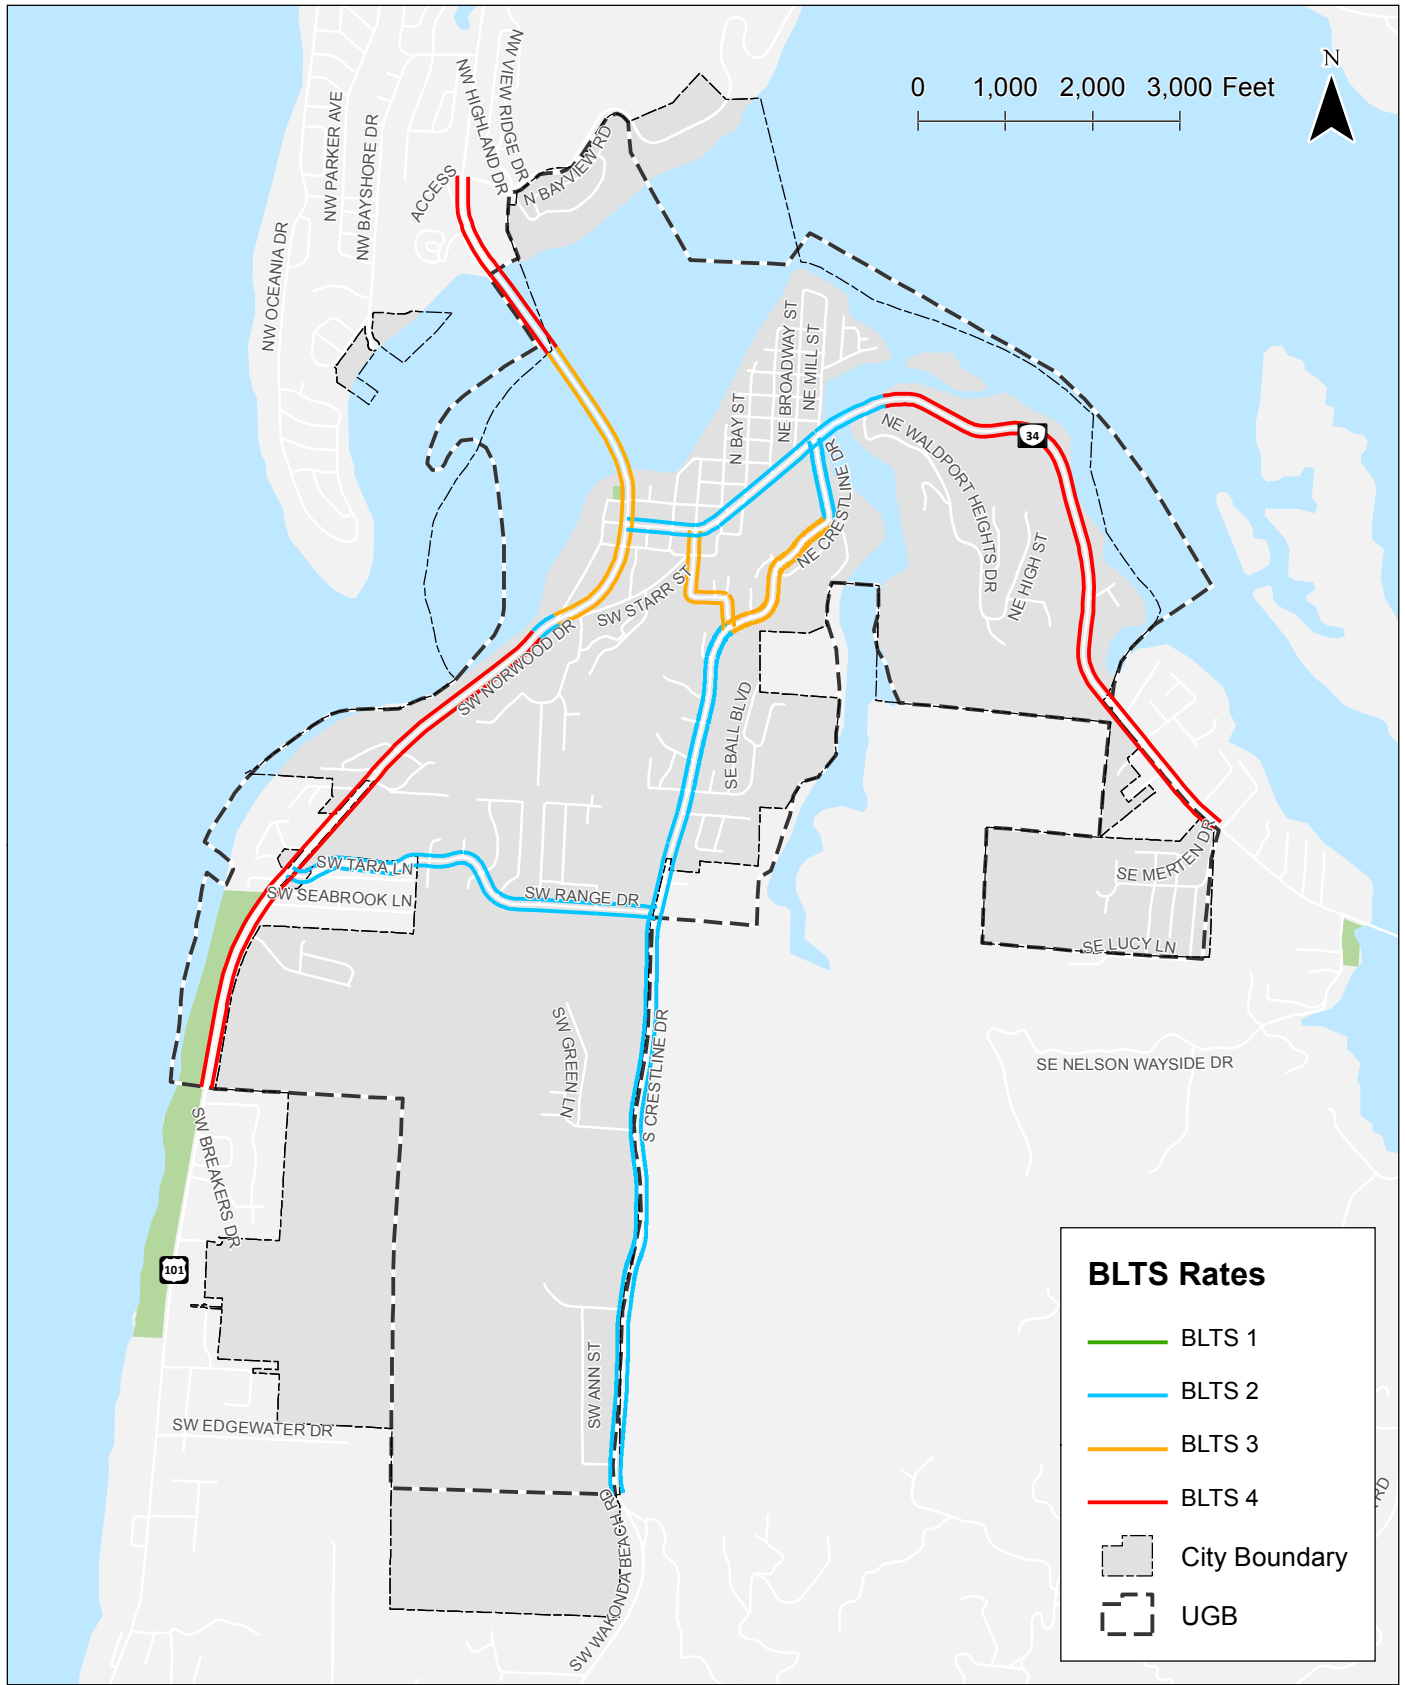 N
0 1,000 2,000 3,000 Feet
NW VIEW RIDGE DR
NW HIGHLAND DR
NW PARKER AVE
NW BAYSHORE DR
N BAYVIEW RD
ACCESS
NW OCEANIA DR
NE BROADWAY ST
NE MILL ST
N BAY ST
NE CRESTLINE DR
NE WALDPORT HEIGHTS DR
34
NE HIGH ST
SW STARR ST
SW NORWOOD DR
SE BALL BLVD
SW TARA LN
SW SEABROOK LN
SW RANGE DR
SE MERTEN DR
SE LUCY LN
SW GREEN LN
S CRESTLINE DR
SE NELSON WAYSIDE DR
SW BREAKERS DR
101
SW ANN ST
SW EDGEWATER DR
SW WAKONDA BEACH RD
RD
BLTS Rates
BLTS 1
BLTS 2
BLTS 3
BLTS 4
City Boundary
UGB